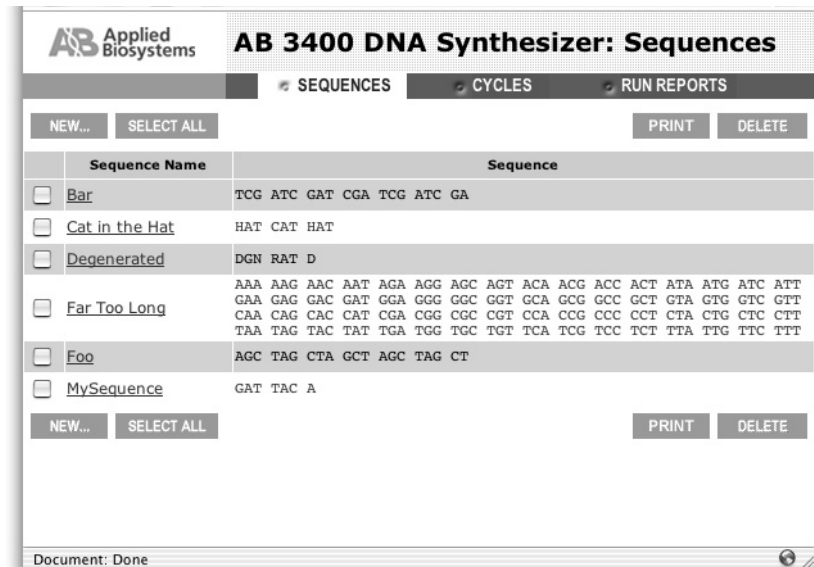 AB Applied Biosystems
AB 3400 DNA Synthesizer: Sequences
SEQUENCES CYCLES RUN REPORTS
NEW... SELECT ALL PRINT DELETE
Sequence Name Sequence
Bar TCG ATC GAT CGA TCG ATC GA
Cat in the Hat HAT CAT HAT
Degenerated DGN RAT D
AAA AAG AAC AAT AGA AGG AGC AGT ACA ACG ACC ACT ATA ATG ATC ATT
Far Too Long GAA GAG GAC GAT GGA GGG GGC GGT GCA GCG GCC GCT GTA GTG GTC GTT
CAA CAG CAC CAT CGA CGG CGC CGT CCA CCG CCC CCT CTA CTG CTC CTT
TAA TAG TAC TAT TGA TGG TGC TGT TCA TCG TCC TCT TTA TTG TTC TTT
Foo AGC TAG CTA GCT AGC TAG CT
MySequence GAT TAC A
NEW... SELECT ALL PRINT DELETE
Document: Done